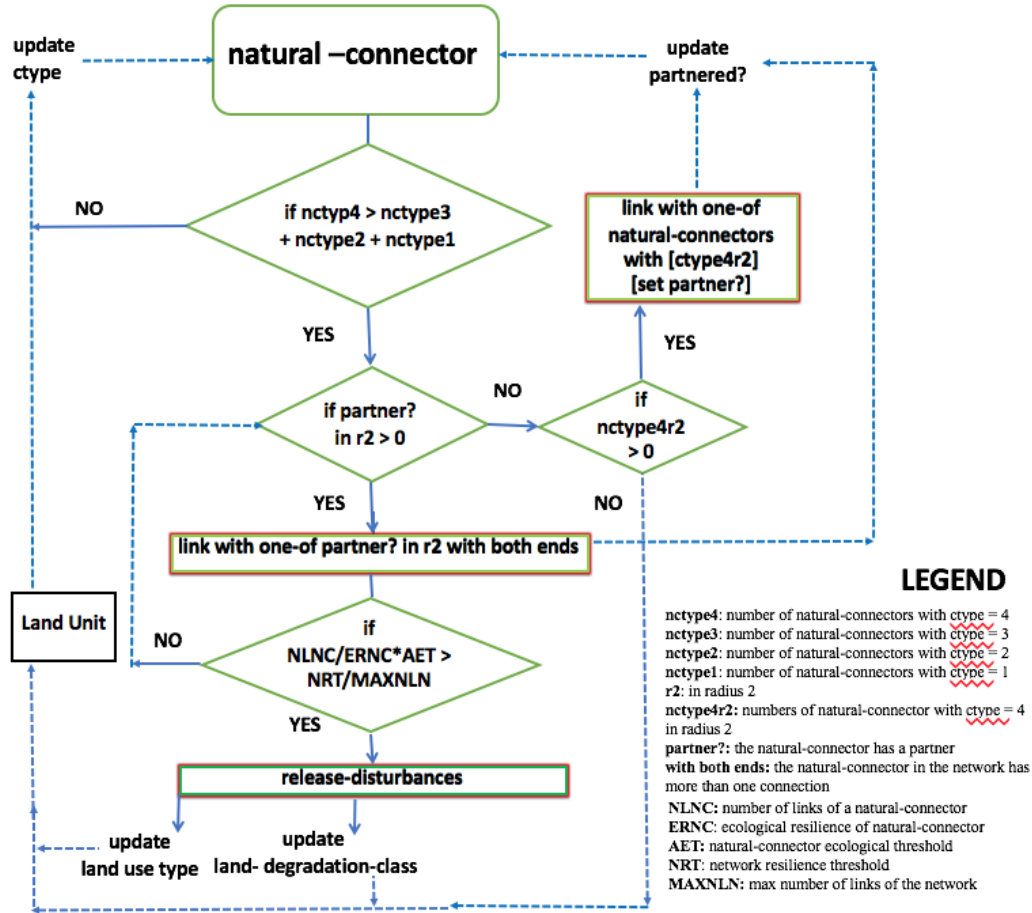 update
ctype
natural –connector
update
partnered?
NO
if nctyp4 > nctype3
+ nctype2 + nctype1
link with one-of
natural-connectors
with [ctype4r2]
[set partner?]
YES
YES
if partner?
in r2 > 0
NO
if
nctype4r2
> 0
YES
NO
link with one-of partner? in r2 with both ends
Land Unit
NO
if
NLNC/ERNC*AET >
NRT/MAXNLN
YES
release-disturbances
update
land use type
update
land- degradation-class
LEGEND
nctype4: number of natural-connectors with ctype = 4
nctype3: number of natural-connectors with ctype = 3
nctype2: number of natural-connectors with ctype = 2
nctype1: number of natural-connectors with ctype = 1
r2: in radius 2
nctype4r2: numbers of natural-connector with ctype = 4
in radius 2
partner?: the natural-connector has a partner
with both ends: the natural-connector in the network has
more than one connection
NLNC: number of links of a natural-connector
ERNC: ecological resilience of natural-connector
AET: natural-connector ecological threshold
NRT: network resilience threshold
MAXNLN: max number of links of the network